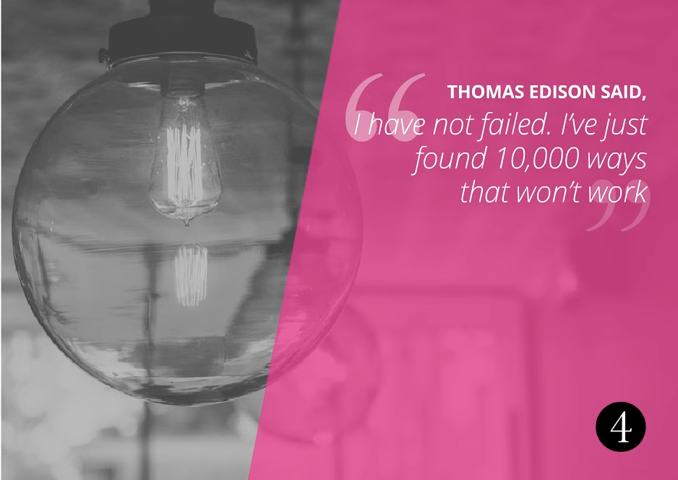 THOMAS EDISON SAID,
“I have not failed. I’ve just
found 10,000 ways
that won’t work”
4